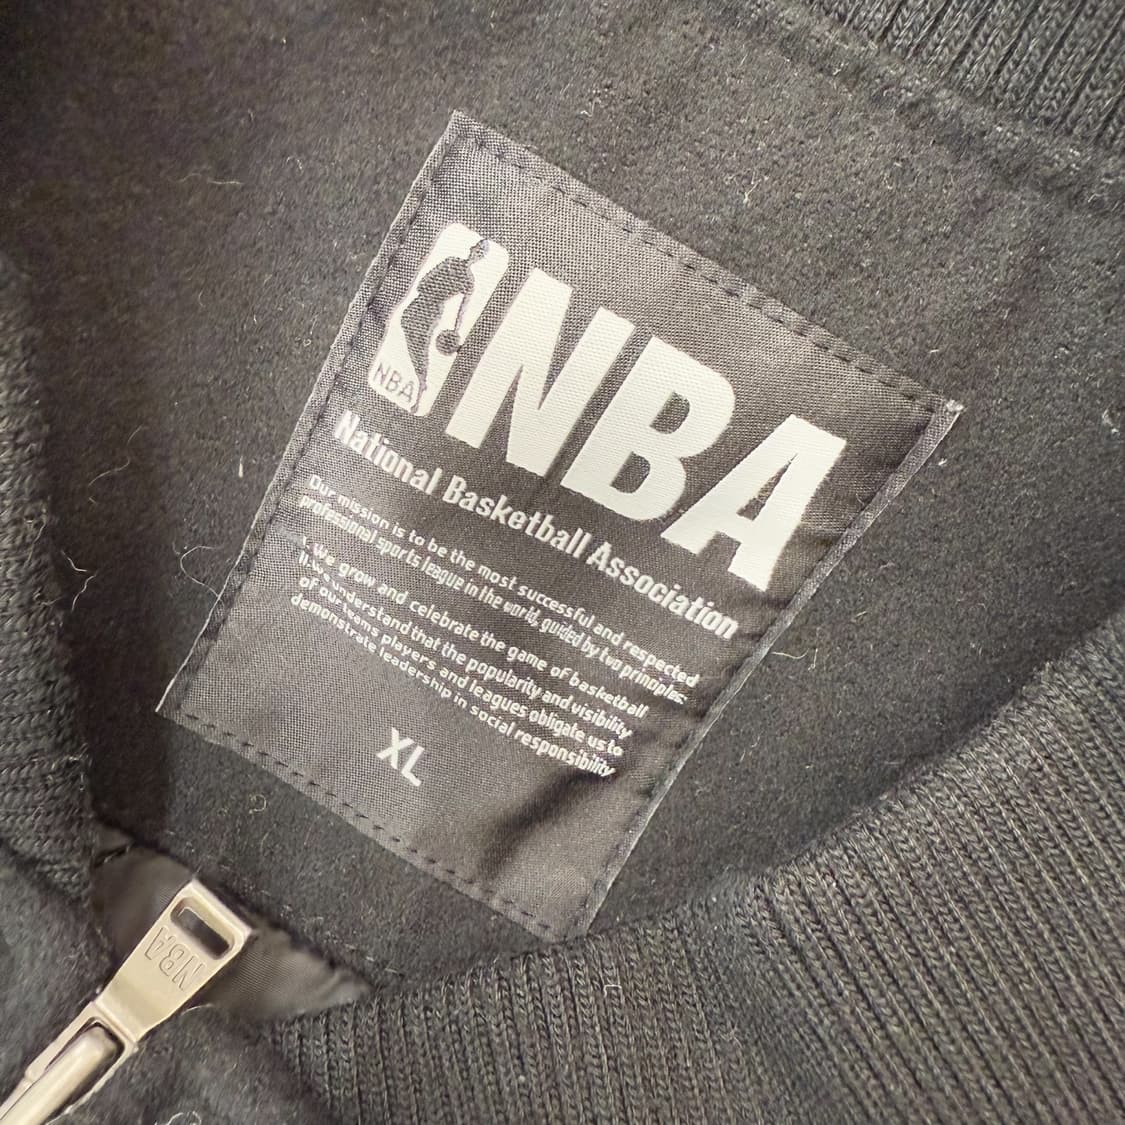 NBA
NBA
National Basketball Association
Our mission is to be the most successful and respected
professional sports league in the world, guided by two principles:
I. We grow and celebrate the game of basketball
II.We understand that the popularity and visibility
of our teams players and leagues obligate us to
demonstrate leadership in social responsibility
XL
NBA